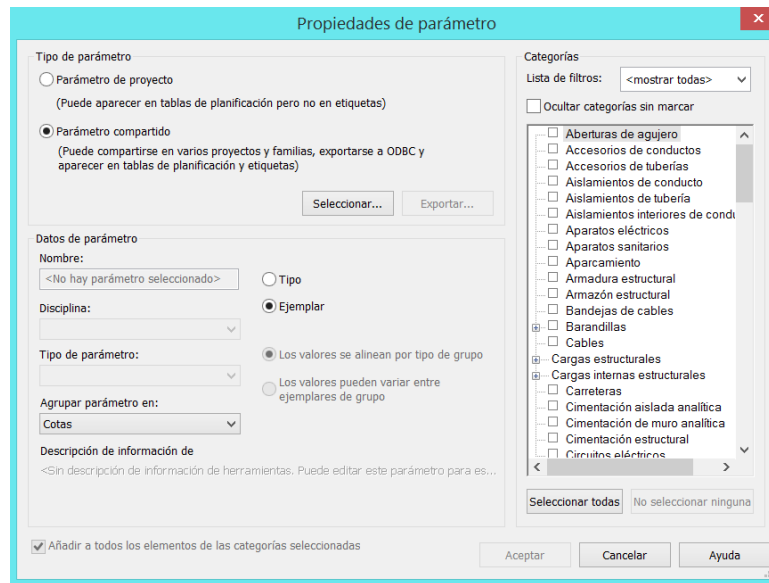 Propiedades de parámetro
Tipo de parámetro
Parámetro de proyecto
(Puede aparecer en tablas de planificación pero no en etiquetas)
Parámetro compartido
(Puede compartirse en varios proyectos y familias, exportarse a ODBC y
aparecer en tablas de planificación y etiquetas)
Seleccionar...
Exportar...
Datos de parámetro
Nombre:
<No hay parámetro seleccionado>
Disciplina:
Tipo de parámetro:
Agrupar parámetro en:
Cotas
Tipo
Ejemplar
Los valores se alinean por tipo de grupo
Los valores pueden variar entre
ejemplares de grupo
Descripción de información de
<Sin descripción de información de herramientas. Puede editar este parámetro para es...
Añadir a todos los elementos de las categorías seleccionadas
Categorías
Lista de filtros:
<mostrar todas>
Ocultar categorías sin marcar
Aberturas de agujero
Accesorios de conductos
Accesorios de tuberías
Aislamientos de conducto
Aislamientos de tubería
Aislamientos interiores de condu
Aparatos eléctricos
Aparatos sanitarios
Aparcamiento
Armadura estructural
Armazón estructural
Bandejas de cables
Barandillas
Cables
Cargas estructurales
Cargas internas estructurales
Carreteras
Cimentación aislada analítica
Cimentación de muro analítica
Cimentación estructural
Circuitos eléctricos
Seleccionar todas
No seleccionar ninguna
Aceptar
Cancelar
Ayuda